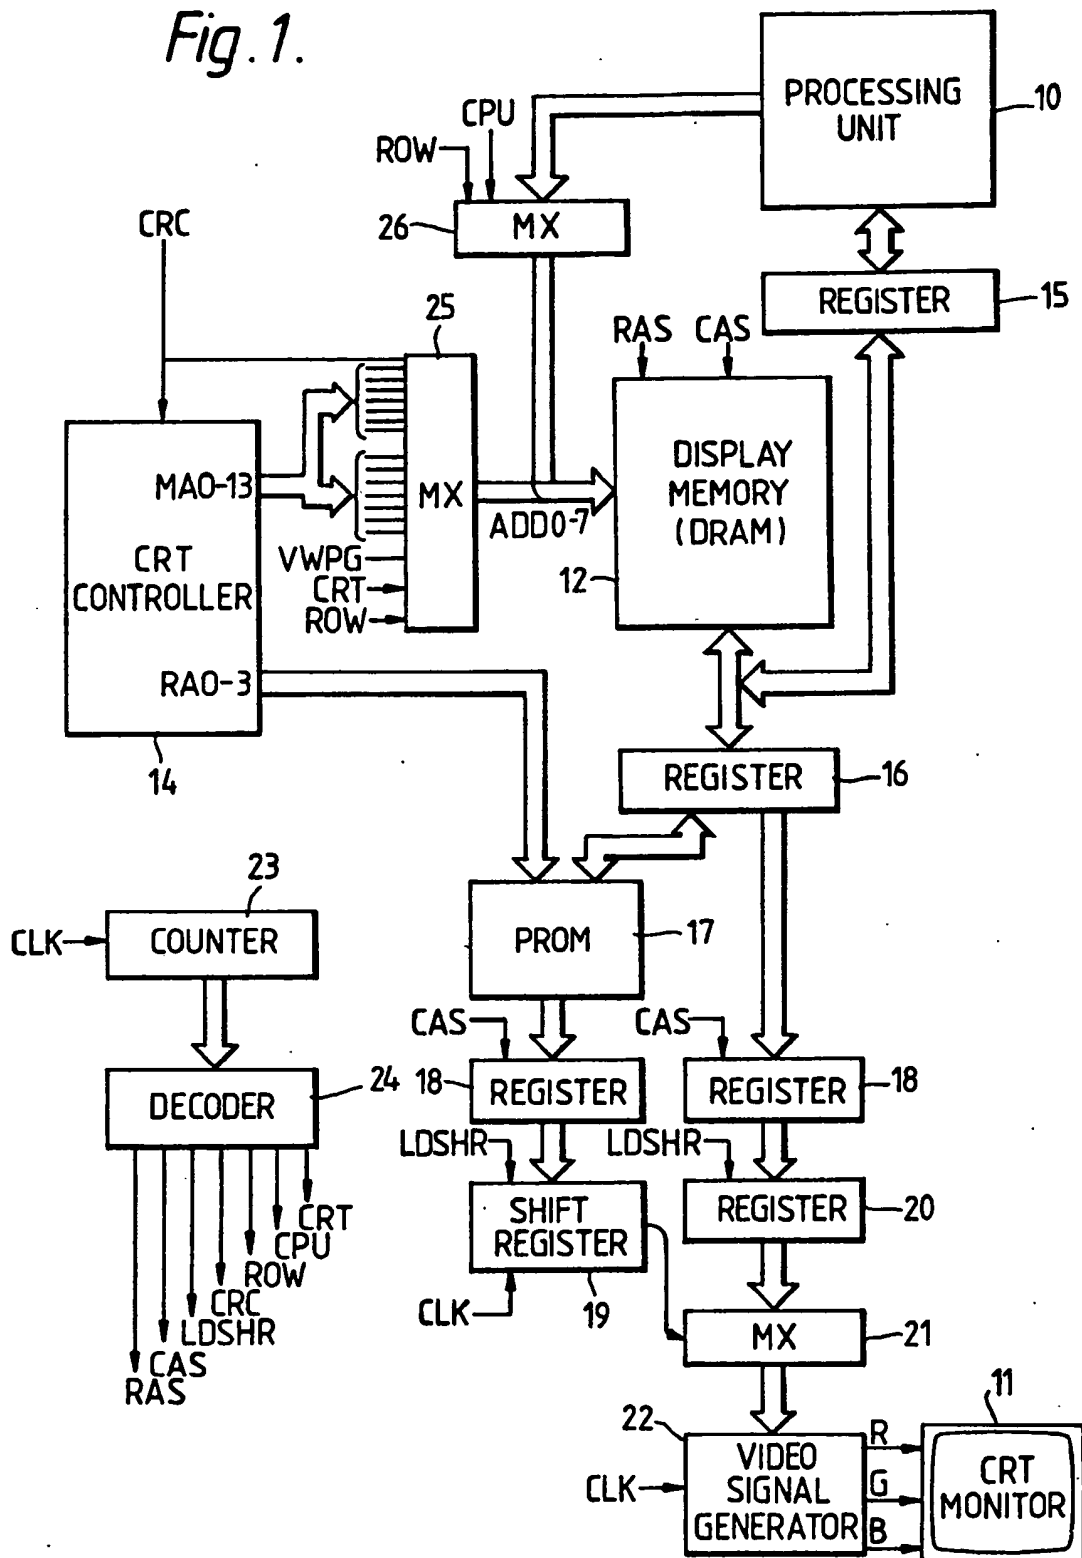 Fig. 1.
PROCESSING
UNIT
10
CPU
ROW
26
MX
CRC
25
REGISTER
15
RAS
CAS
MAO-13
MX
DISPLAY
MEMORY
(DRAM)
ADD0-7
12
VWPG
CRT
ROW
CRT
CONTROLLER
RAO-3
14
REGISTER
16
23
CLK
COUNTER
PROM
17
CAS
CAS
24
DECODER
18
REGISTER
REGISTER
18
LDSHR
LDSHR
SHIFT
REGISTER
REGISTER
20
CRT
CPU
ROW
CRC
LDSHR
CAS
RAS
CLK
19
MX
21
22
11
VIDEO
SIGNAL
GENERATOR
CLK
R
G
B
CRT
MONITOR